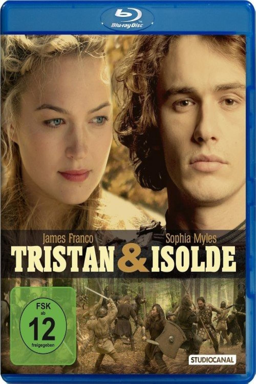 Blu-ray Disc
James Franco Sophia Myles
TRISTAN & ISOLDE
FSK
ab
12
freigegeben
STUDIOCANAL